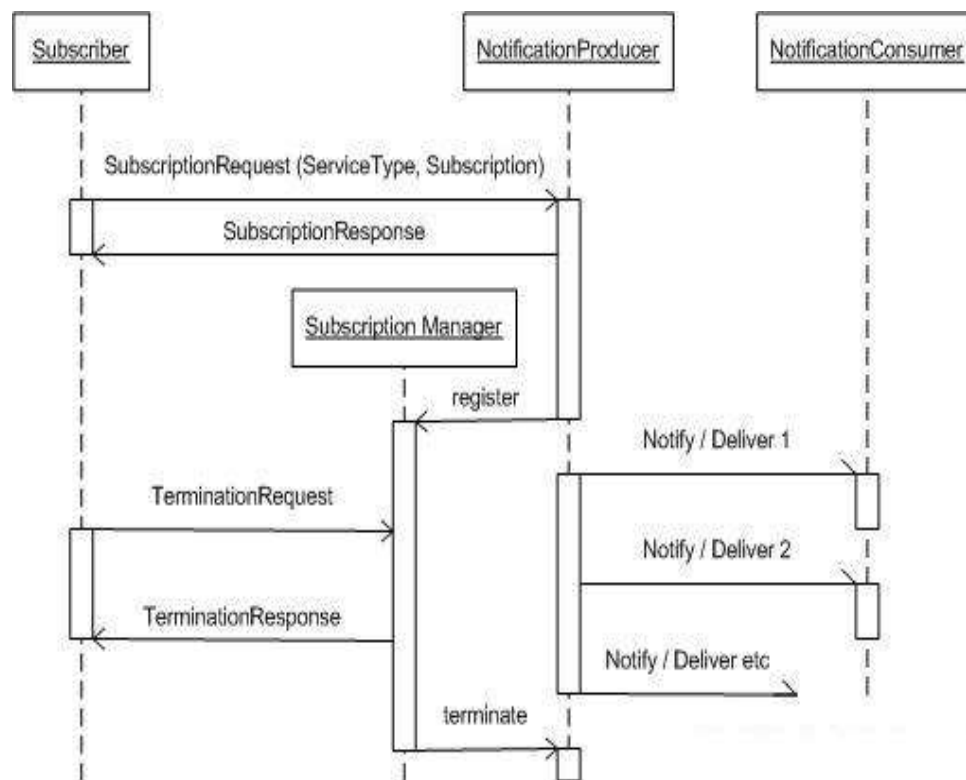 Subscriber
NotificationProducer
NotificationConsumer
SubscriptionRequest (ServiceType, Subscription)
SubscriptionResponse
Subscription Manager
register
Notify / Deliver 1
TerminationRequest
Notify / Deliver 2
TerminationResponse
Notify / Deliver etc
terminate